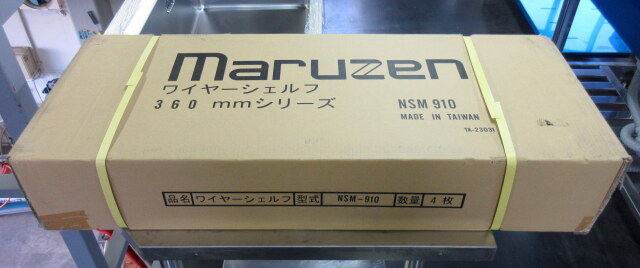 maruzen
ワイヤーシェルフ
360 mmシリーズ
NSM 910
MADE IN TAIWAN
品名 ワイヤーシェルフ 型式 NSM-910 数量 4枚